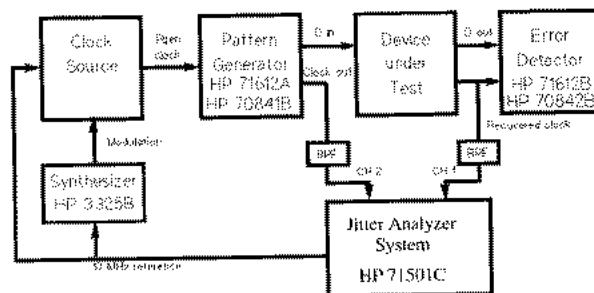 Clock
Source
Pgen
clock
Pattern
Generator
HP 71612A
HP 70841B
D in
Clock out
Device
under
Test
D out
Error
Detector
HP 71612B
HP 70842B
Recovered clock
Modulation
BPF
BPF
Synthesizer
HP 3325B
CH 2
CH 1
Jitter Analyzer
System
HP 71501C
10 MHz reference